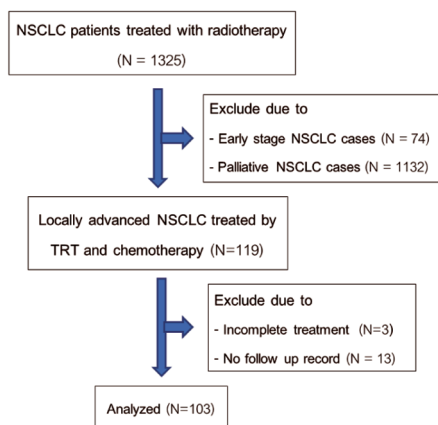 NSCLC patients treated with radiotherapy
(N = 1325)
Exclude due to
- Early stage NSCLC cases (N = 74)
- Palliative NSCLC cases (N = 1132)
Locally advanced NSCLC treated by
TRT and chemotherapy (N=119)
Exclude due to
- Incomplete treatment (N=3)
- No follow up record (N = 13)
Analyzed (N=103)